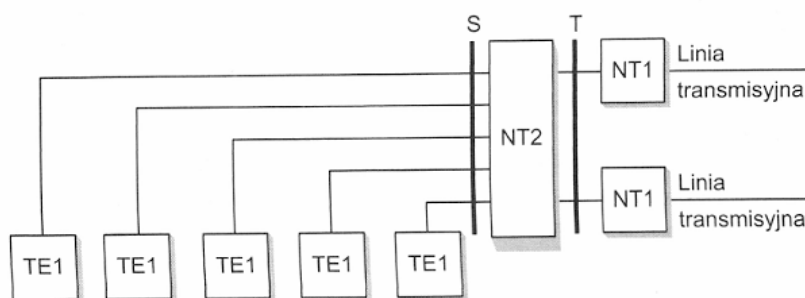 S
T
NT1
Linia
transmisyjna
NT2
NT1
Linia
transmisyjna
TE1
TE1
TE1
TE1
TE1